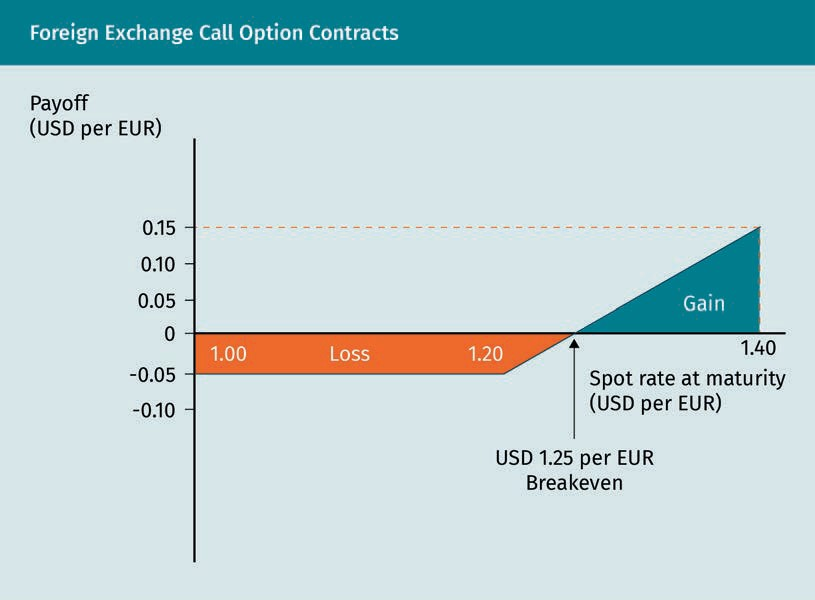 Foreign Exchange Call Option Contracts
Payoff
(USD per EUR)
0.15
0.10
0.05
Gain
0
1.00 Loss 1.20
1.40
-0.05
Spot rate at maturity
(USD per EUR)
-0.10
USD 1.25 per EUR
Breakeven